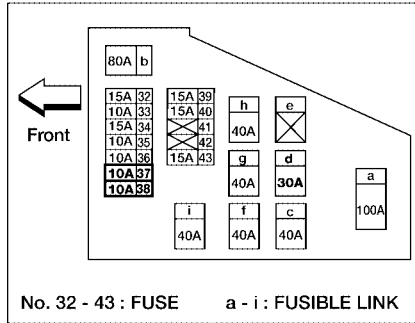 80A b
15A 32
10A 33
15A 34
10A 35
10A 36
10A 37
10A 38
15A 39
15A 40
41
42
15A 43
Front
h
40A
e
g
40A
d
30A
a
100A
i
40A
f
40A
c
40A
No. 32 - 43 : FUSE a - i : FUSIBLE LINK